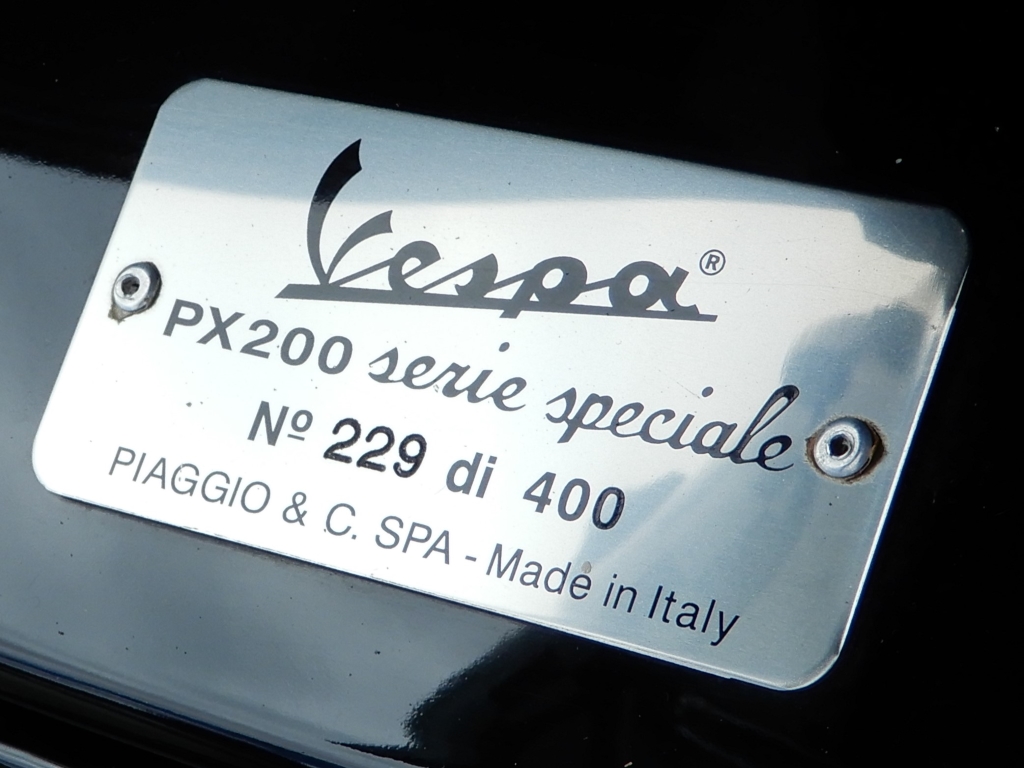 Vespa®
PX200 serie speciale
Nº 229 di 400
PIAGGIO & C. SPA - Made in Italy